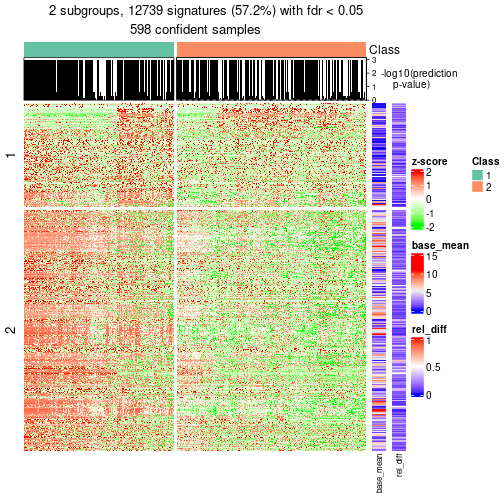 2 subgroups, 12739 signatures (57.2%) with fdr < 0.05
598 confident samples
Class
3
2
1
0
-log10(prediction
p-value)
1
2
z-score
2
1
0
-1
-2
Class
1
2
base_mean
15
10
5
0
rel_diff
1
0.5
0
base_mean
rel_diff